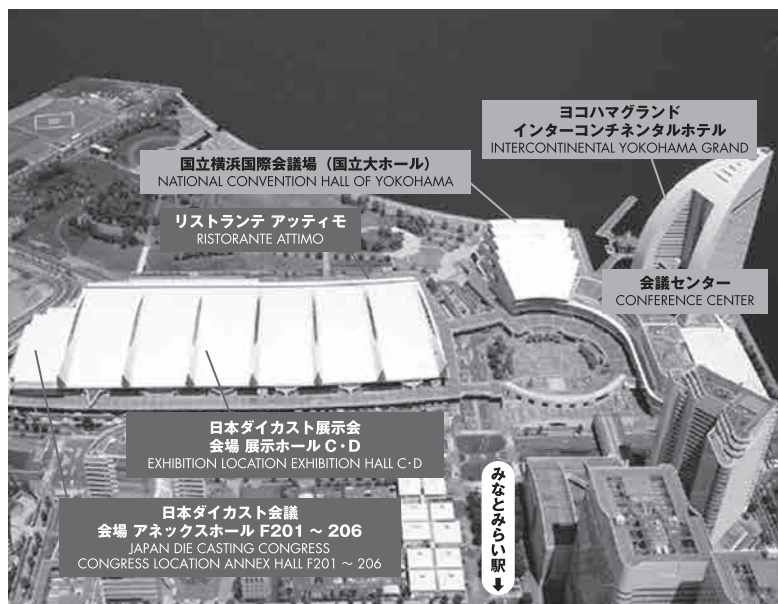 ヨコハマグランド
インターコンチネンタルホテル
INTERCONTINENTAL YOKOHAMA GRAND
国立横浜国際会議場（国立大ホール）
NATIONAL CONVENTION HALL OF YOKOHAMA
リストランテ アッティモ
RISTORANTE ATTIMO
会議センター
CONFERENCE CENTER
日本ダイカスト展示会
会場 展示ホール C・D
EXHIBITION LOCATION EXHIBITION HALL C・D
日本ダイカスト会議
会場 アネックスホール F201 ～ 206
JAPAN DIE CASTING CONGRESS
CONGRESS LOCATION ANNEX HALL F201 ～ 206
みなとみらい駅